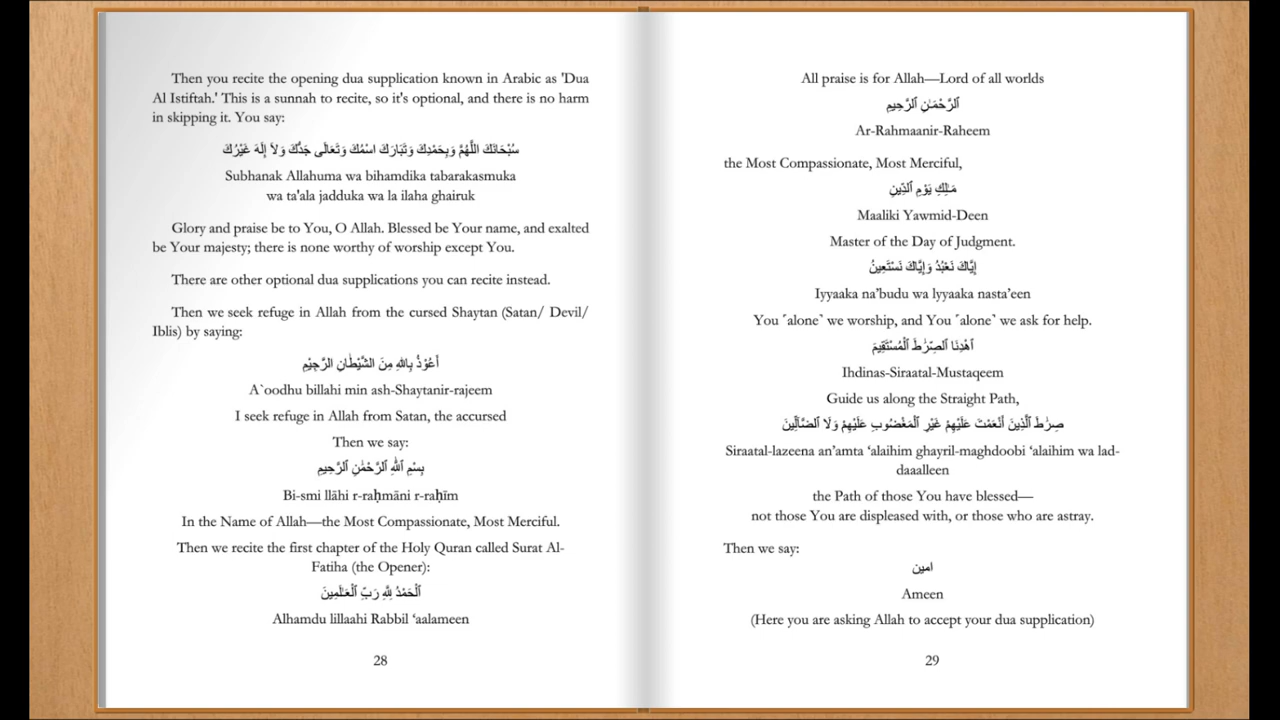 Then you recite the opening dua supplication known in Arabic as 'Dua
Al Istiftah.' This is a sunnah to recite, so it's optional, and there is no harm
in skipping it. You say:
سُبْحَانَكَ اللَّهُمَّ وَبِحَمْدِكَ وَتَبَارَكَ اسْمُكَ وَتَعَالَى جَدُّكَ وَلاَ إِلَهَ غَيْرُكَ
Subhanak Allahuma wa bihamdika tabarakasmuka
wa ta'ala jadduka wa la ilaha ghairuk
Glory and praise be to You, O Allah. Blessed be Your name, and exalted
be Your majesty; there is none worthy of worship except You.
There are other optional dua supplications you can recite instead.
Then we seek refuge in Allah from the cursed Shaytan (Satan/ Devil/
Iblis) by saying:
أَعُوْذُ بِاللهِ مِنَ الشَّيْطَانِ الرَّجِيْمِ
A`oodhu billahi min ash-Shaytanir-rajeem
I seek refuge in Allah from Satan, the accursed
Then we say:
بِسْمِ ٱللَّهِ ٱلرَّحْمَٰنِ ٱلرَّحِيمِ
Bi-smi llāhi r-raḥmāni r-raḥīm
In the Name of Allah—the Most Compassionate, Most Merciful.
Then we recite the first chapter of the Holy Quran called Surat Al-
Fatiha (the Opener):
ٱلْحَمْدُ لِلَّهِ رَبِّ ٱلْعَـٰلَمِينَ
Alhamdu lillaahi Rabbil ‘aalameen
28
All praise is for Allah—Lord of all worlds
ٱلرَّحْمَـٰنِ ٱلرَّحِيمِ
Ar-Rahmaanir-Raheem
the Most Compassionate, Most Merciful,
مَـٰلِكِ يَوْمِ ٱلدِّينِ
Maaliki Yawmid-Deen
Master of the Day of Judgment.
إِيَّاكَ نَعْبُدُ وَإِيَّاكَ نَسْتَعِينُ
Iyyaaka na’budu wa lyyaaka nasta’een
You ˹alone˺ we worship, and You ˹alone˺ we ask for help.
ٱهْدِنَا ٱلصِّرَٰطَ ٱلْمُسْتَقِيمَ
Ihdinas-Siraatal-Mustaqeem
Guide us along the Straight Path,
صِرَٰطَ ٱلَّذِينَ أَنْعَمْتَ عَلَيْهِمْ غَيْرِ ٱلْمَغْضُوبِ عَلَيْهِمْ وَلَا ٱلضَّآلِّينَ
Siraatal-lazeena an’amta ‘alaihim ghayril-maghdoobi ‘alaihim wa lad-
daaalleen
the Path of those You have blessed—
not those You are displeased with, or those who are astray.
Then we say:
امين
Ameen
(Here you are asking Allah to accept your dua supplication)
29